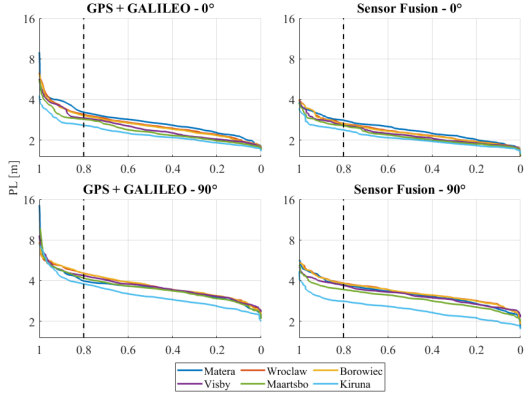 GPS + GALILEO - 0° Sensor Fusion - 0°
16 16
8 8
4 4
2 2
1 0.8 0.6 0.4 0.2 0 1 0.8 0.6 0.4 0.2 0
PL [m]
GPS + GALILEO - 90° Sensor Fusion - 90°
16 16
8 8
4 4
2 2
1 0.8 0.6 0.4 0.2 0 1 0.8 0.6 0.4 0.2 0
Matera Wroclaw Borowiec
Visby Maartsbo Kiruna